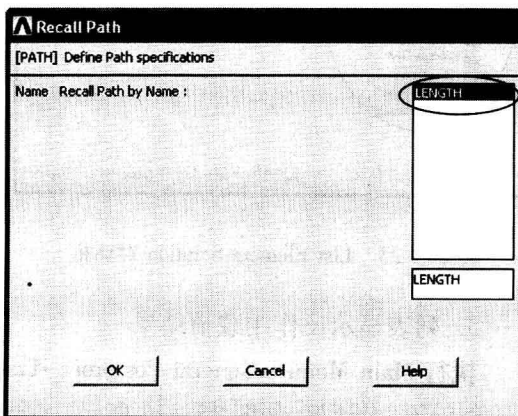 Recall Path
[PATH] Define Path specifications
Name Recall Path by Name :
LENGTH
LENGTH
OK
Cancel
Help